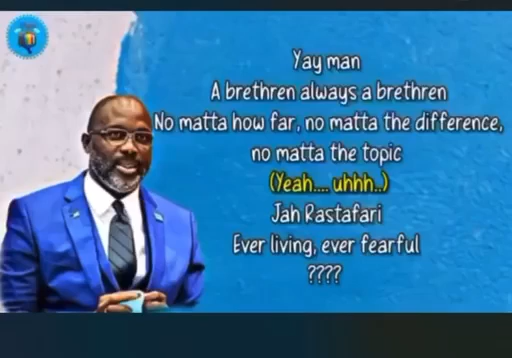 Yay man
A brethren always a brethren
No matta how far, no matta the difference,
no matta the topic
(Yeah.... uhhh..)
Jah Rastafari
Ever living, ever fearful
????